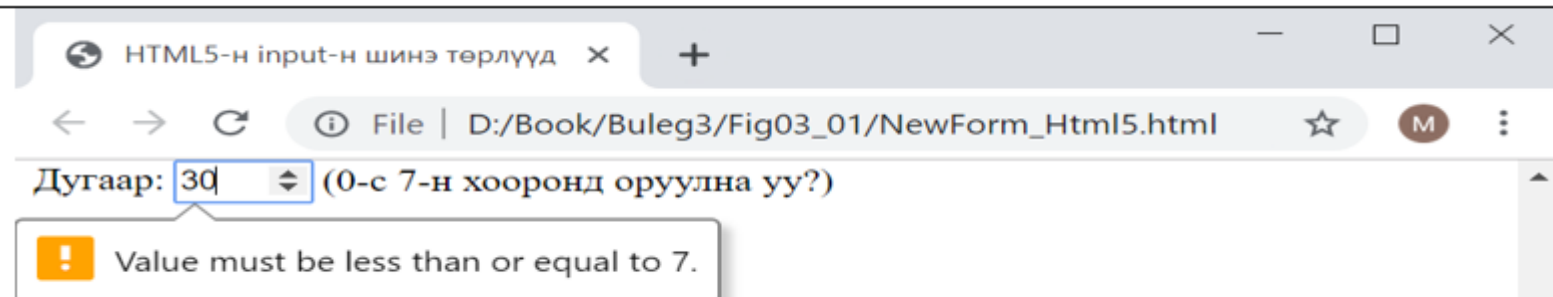 HTML5-н input-н шинэ төрлүүд
File | D:/Book/Buleg3/Fig03_01/NewForm_Html5.html
M
Дугаар: 30 (0-с 7-н хооронд оруулна уу?)
Value must be less than or equal to 7.